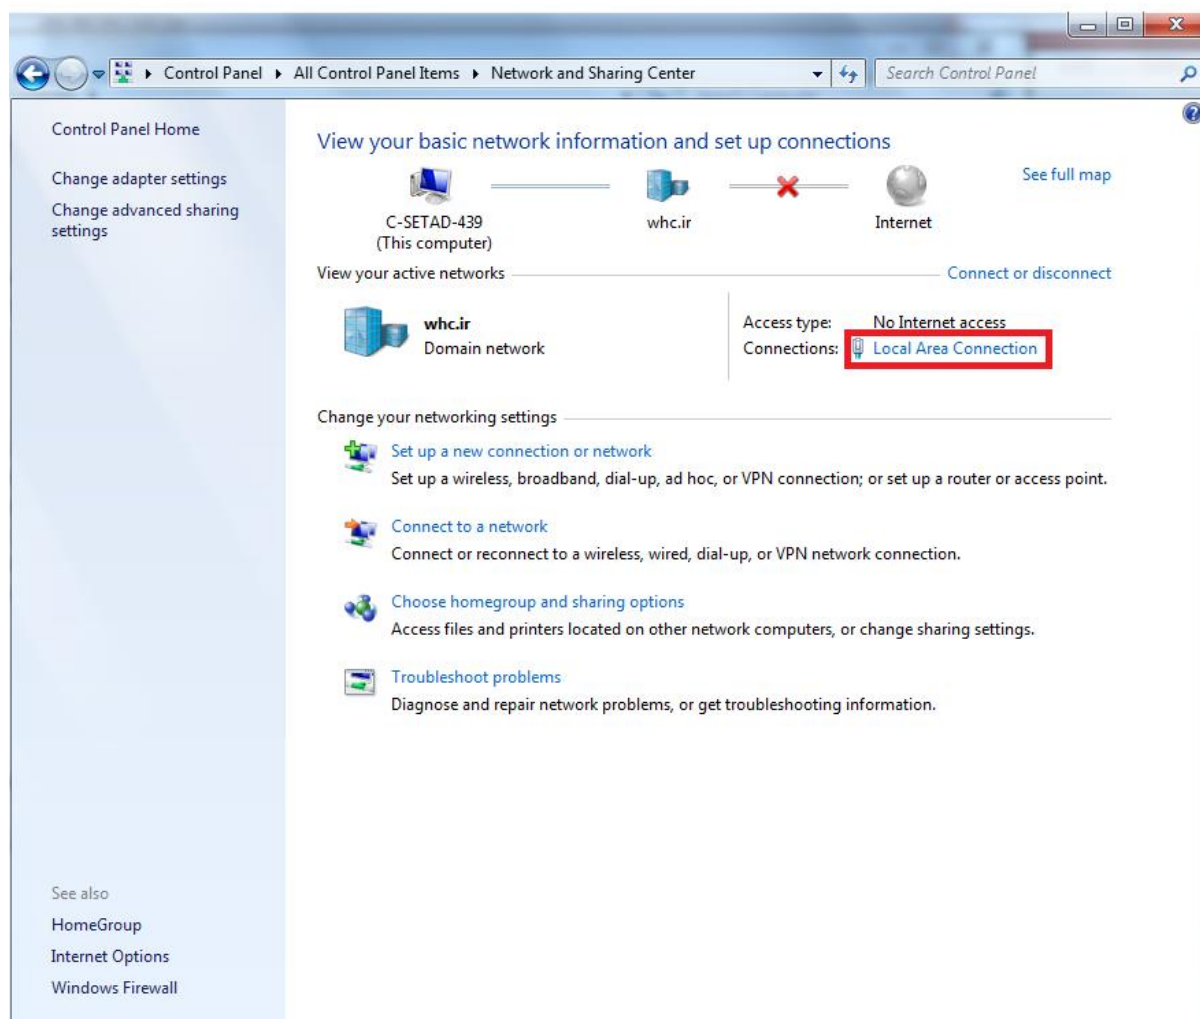 Control Panel ▸ All Control Panel Items ▸ Network and Sharing Center
Search Control Panel
Control Panel Home
Change adapter settings
Change advanced sharing
settings
View your basic network information and set up connections
See full map
C-SETAD-439
(This computer)
whc.ir
Internet
View your active networks
Connect or disconnect
whc.ir
Domain network
Access type: No Internet access
Connections: Local Area Connection
Change your networking settings
Set up a new connection or network
Set up a wireless, broadband, dial-up, ad hoc, or VPN connection; or set up a router or access point.
Connect to a network
Connect or reconnect to a wireless, wired, dial-up, or VPN network connection.
Choose homegroup and sharing options
Access files and printers located on other network computers, or change sharing settings.
Troubleshoot problems
Diagnose and repair network problems, or get troubleshooting information.
See also
HomeGroup
Internet Options
Windows Firewall